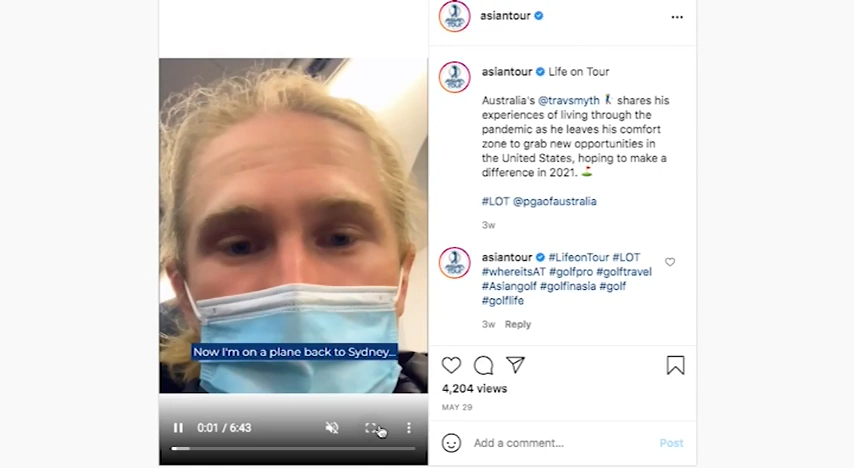 asiantour
asiantour Life on Tour
Australia's @travsmyth shares his
experiences of living through the
pandemic as he leaves his comfort
zone to grab new opportunities in
the United States, hoping to make a
difference in 2021.
#LOT @pgaofaustralia
3w
asiantour #LifeonTour #LOT
#whereitsAT #golfpro #golftravel
#Asiangolf #golfinasia #golf
#golflife
3w Reply
Now I'm on a plane back to Sydney...
0:01 / 6:43
4,204 views
MAY 29
Add a comment... Post